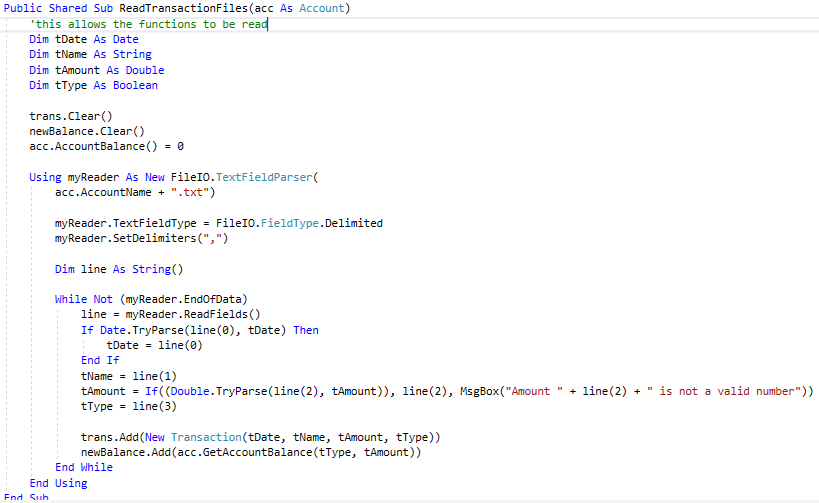 Public Shared Sub ReadTransactionFiles(acc As Account)
'this allows the functions to be read
Dim tDate As Date
Dim tName As String
Dim tAmount As Double
Dim tType As Boolean
trans.Clear()
newBalance.Clear()
acc.AccountBalance() = 0
Using myReader As New FileIO.TextFieldParser(
acc.AccountName + ".txt")
myReader.TextFieldType = FileIO.FieldType.Delimited
myReader.SetDelimiters(",")
Dim line As String()
While Not (myReader.EndOfData)
line = myReader.ReadFields()
If Date.TryParse(line(0), tDate) Then
tDate = line(0)
End If
tName = line(1)
tAmount = If((Double.TryParse(line(2), tAmount)), line(2), MsgBox("Amount " + line(2) + " is not a valid number"))
tType = line(3)
trans.Add(New Transaction(tDate, tName, tAmount, tType))
newBalance.Add(acc.GetAccountBalance(tType, tAmount))
End While
End Using
End Sub